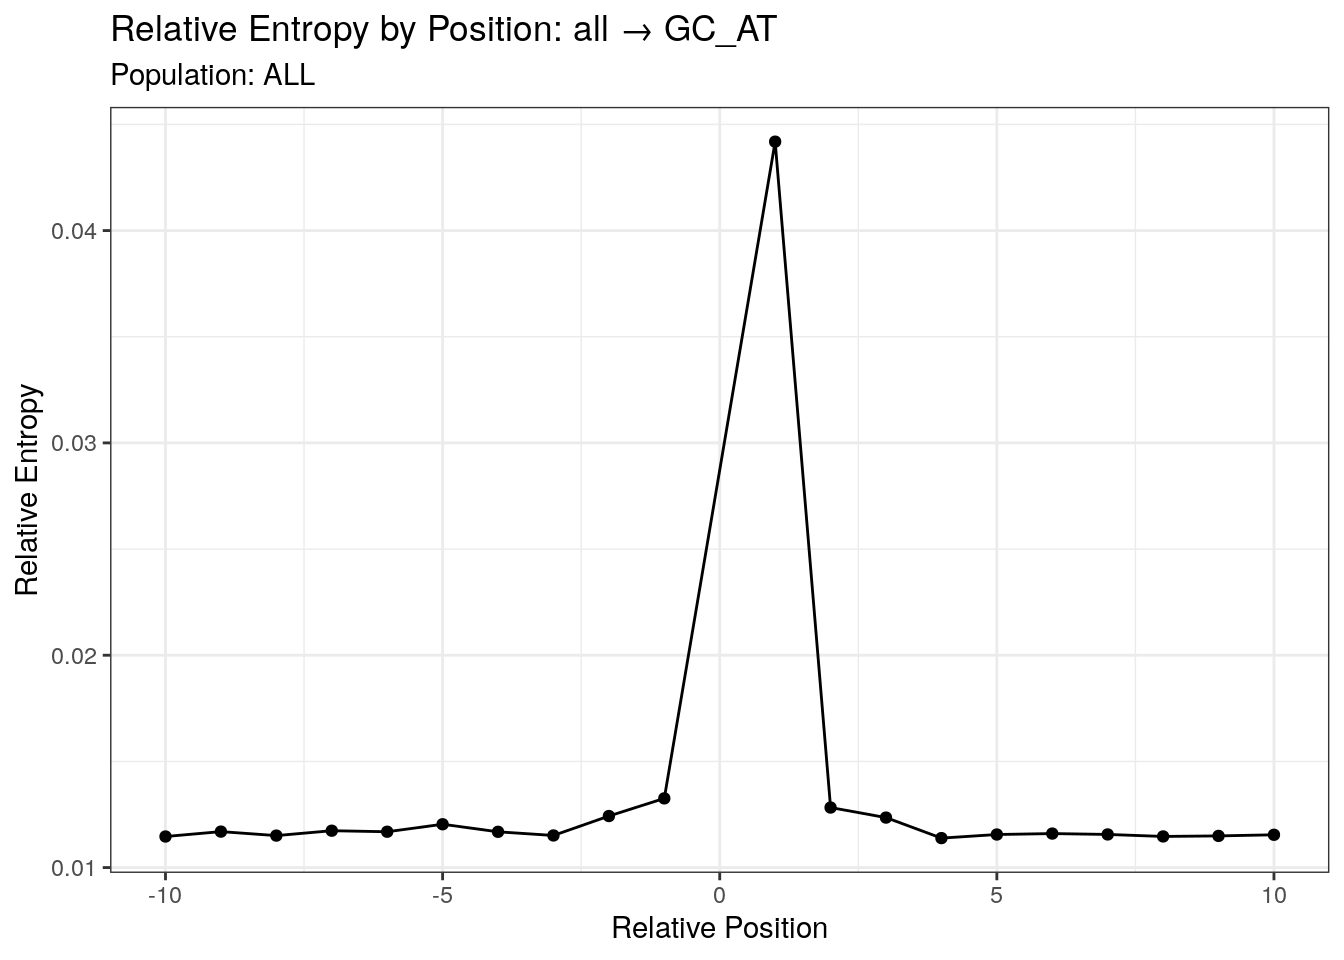 Relative Entropy by Position: all → GC_AT
Population: ALL
Relative Entropy
0.04
0.03
0.02
0.01
-10
-5
0
5
10
Relative Position